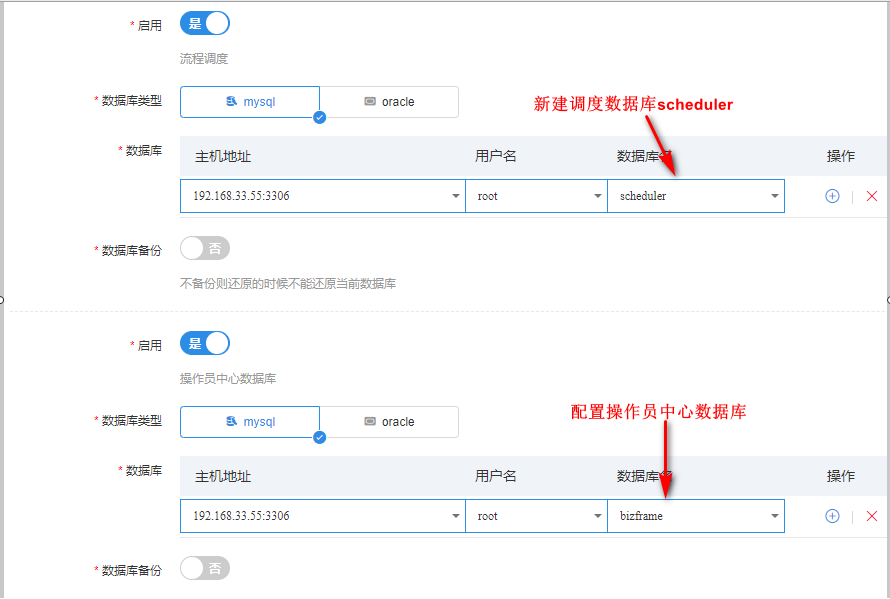 * 启用 是
流程调度
* 数据库类型 mysql oracle
新建调度数据库scheduler
* 数据库 主机地址 用户名 数据库名 操作
192.168.33.55:3306 root scheduler
* 数据库备份 否
不备份则还原的时候不能还原当前数据库
* 启用 是
操作员中心数据库
* 数据库类型 mysql oracle
配置操作员中心数据库
* 数据库 主机地址 用户名 数据库名 操作
192.168.33.55:3306 root bizframe
* 数据库备份 否